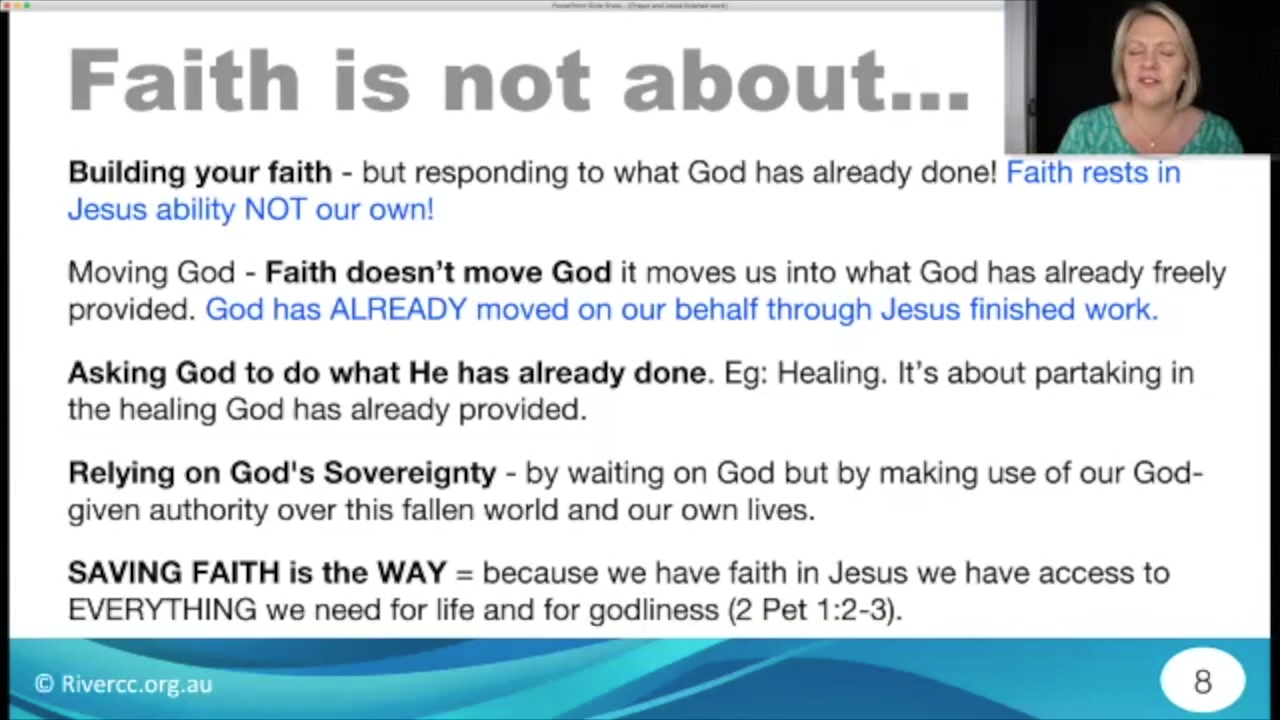 Faith is not about...
Building your faith - but responding to what God has already done! Faith rests in
Jesus ability NOT our own!
Moving God - Faith doesn't move God it moves us into what God has already freely
provided. God has ALREADY moved on our behalf through Jesus finished work.
Asking God to do what He has already done. Eg: Healing. It's about partaking in
the healing God has already provided.
Relying on God's Sovereignty - by waiting on God but by making use of our God-
given authority over this fallen world and our own lives.
SAVING FAITH is the WAY = because we have faith in Jesus we have access to
EVERYTHING we need for life and for godliness (2 Pet 1:2-3).
© Rivercc.org.au
8